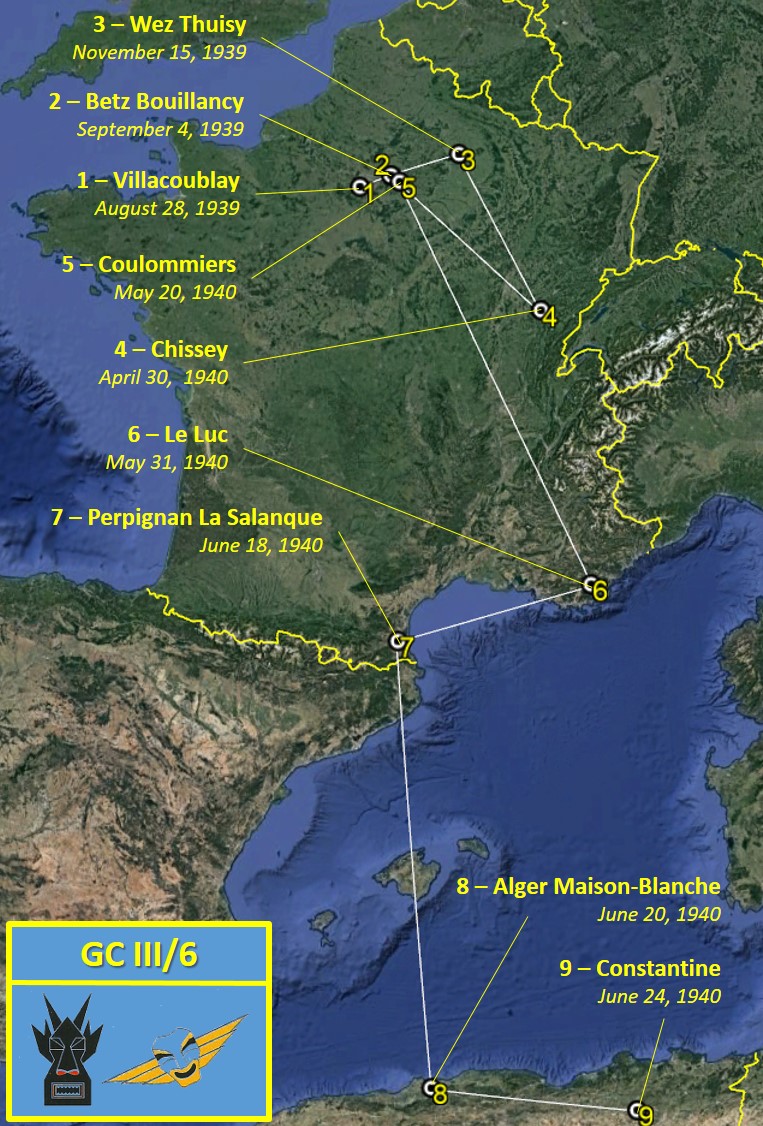 3 – Wez Thuisy
November 15, 1939
2 – Betz Bouillancy
September 4, 1939
1 – Villacoublay
August 28, 1939
5 – Coulommiers
May 20, 1940
4 – Chissey
April 30,  1940
6 – Le Luc
May 31, 1940
7 – Perpignan La Salanque
June 18, 1940
8 – Alger Maison-Blanche
June 20, 1940
9 – Constantine
June 24, 1940
GC III/6
3
2
1
5
4
6
7
8
9